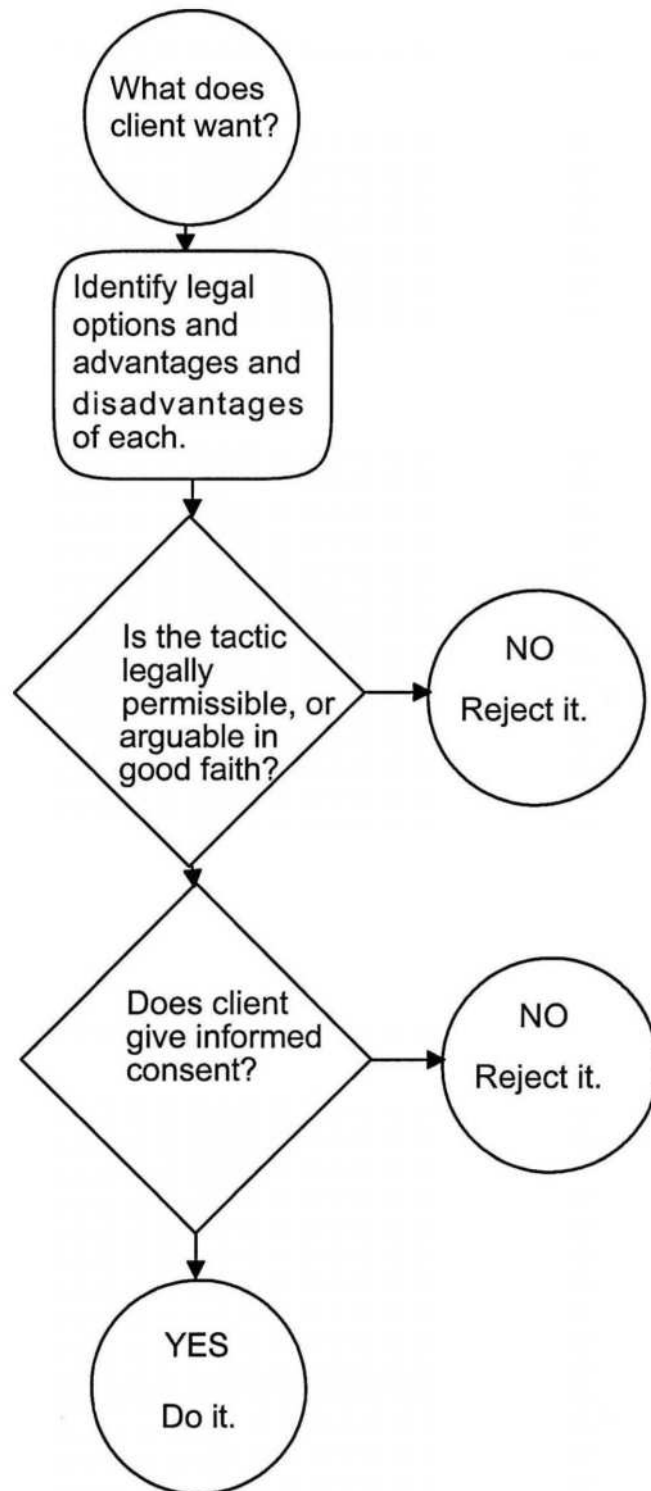 What does
client want?
Identify legal
options and
advantages and
disadvantages
of each.
Is the tactic
legally
permissible, or
arguable in
good faith?
NO
Reject it.
Does client
give informed
consent?
NO
Reject it.
YES
Do it.